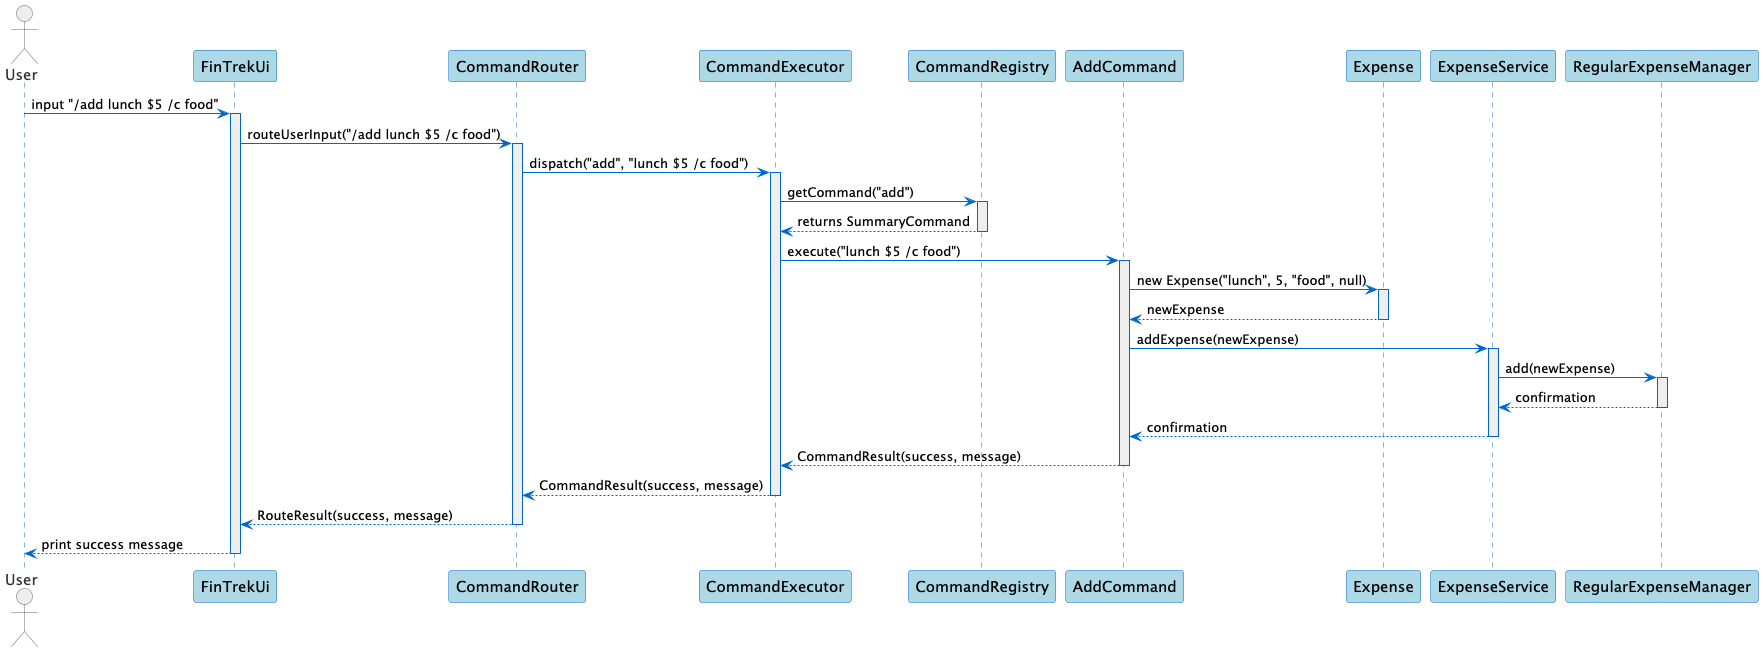 User
FinTrekUi
CommandRouter
CommandExecutor
CommandRegistry
AddCommand
Expense
ExpenseService
RegularExpenseManager
input "/add lunch $5 /c food"
routeUserInput("/add lunch $5 /c food")
dispatch("add", "lunch $5 /c food")
getCommand("add")
returns SummaryCommand
execute("lunch $5 /c food")
new Expense("lunch", 5, "food", null)
newExpense
addExpense(newExpense)
add(newExpense)
confirmation
confirmation
CommandResult(success, message)
CommandResult(success, message)
RouteResult(success, message)
print success message
User
FinTrekUi
CommandRouter
CommandExecutor
CommandRegistry
AddCommand
Expense
ExpenseService
RegularExpenseManager